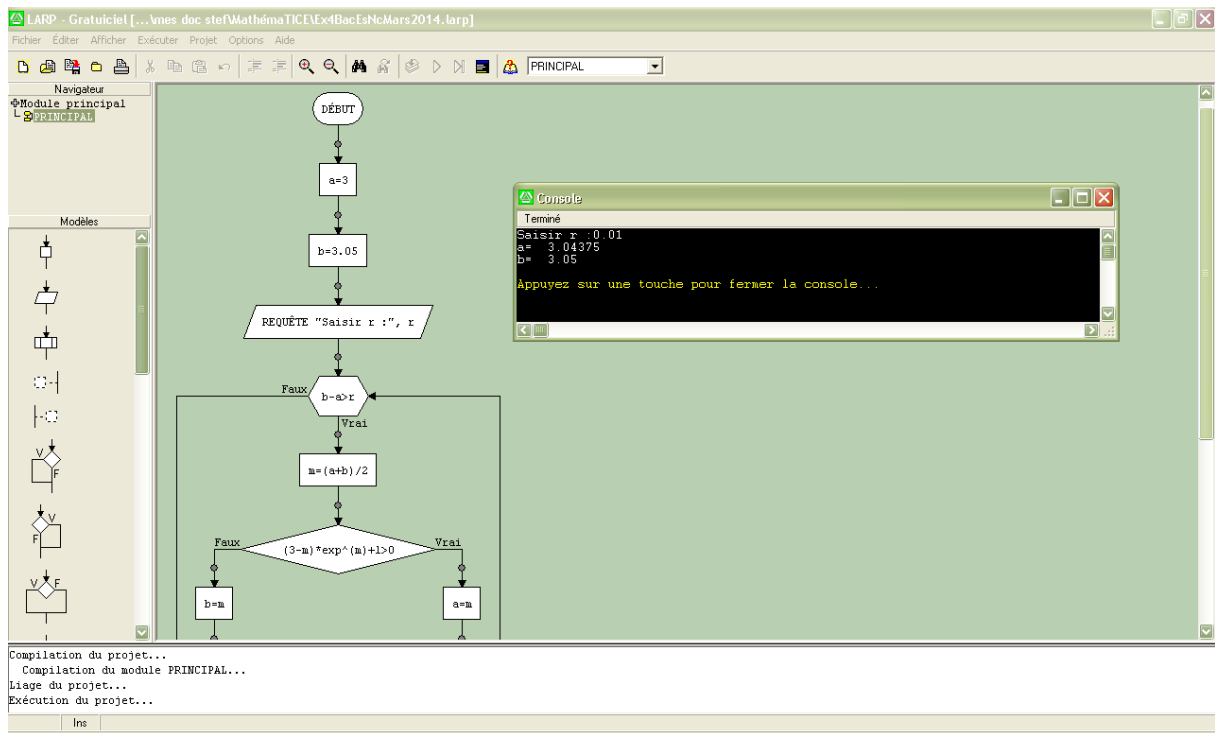 LARP - Gratuiciel [...\mes doc stef\MathémaTICE\Ex4BacEsNcMars2014.larp]
Fichier Éditer Afficher Exécuter Projet Options Aide
PRINCIPAL
Navigateur
Module principal
PRINCIPAL
Modèles
V
F
V
F
V F
DÉBUT
a=3
b=3.05
REQUÊTE "Saisir r :", r
Faux
b-a>r
Vrai
m=(a+b)/2
Faux
(3-m)*exp^(m)+1>0
Vrai
b=m
a=m
Console
Terminé
Saisir r :0.01
a= 3.04375
b= 3.05
Appuyez sur une touche pour fermer la console...
Compilation du projet...
Compilation du module PRINCIPAL...
Liage du projet...
Exécution du projet...
Ins